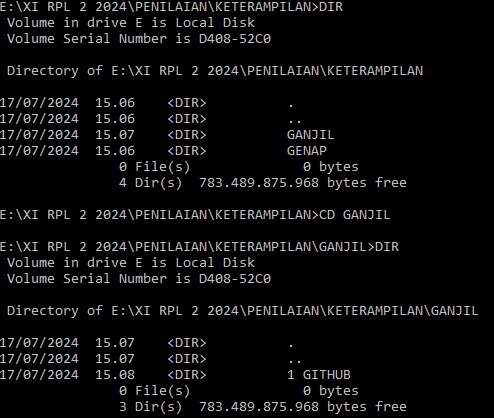 E:\XI RPL 2 2024\PENILAIAN\KETERAMPILAN>DIR
Volume in drive E is Local Disk
Volume Serial Number is D408-52C0
Directory of E:\XI RPL 2 2024\PENILAIAN\KETERAMPILAN
17/07/2024  15.06    <DIR>          .
17/07/2024  15.06    <DIR>          ..
17/07/2024  15.07    <DIR>          GANJIL
17/07/2024  15.06    <DIR>          GENAP
0 File(s)              0 bytes
4 Dir(s)  783.489.875.968 bytes free
E:\XI RPL 2 2024\PENILAIAN\KETERAMPILAN>CD GANJIL
E:\XI RPL 2 2024\PENILAIAN\KETERAMPILAN\GANJIL>DIR
Volume in drive E is Local Disk
Volume Serial Number is D408-52C0
Directory of E:\XI RPL 2 2024\PENILAIAN\KETERAMPILAN\GANJIL
17/07/2024  15.07    <DIR>          .
17/07/2024  15.07    <DIR>          ..
17/07/2024  15.08    <DIR>          1 GITHUB
0 File(s)              0 bytes
3 Dir(s)  783.489.875.968 bytes free